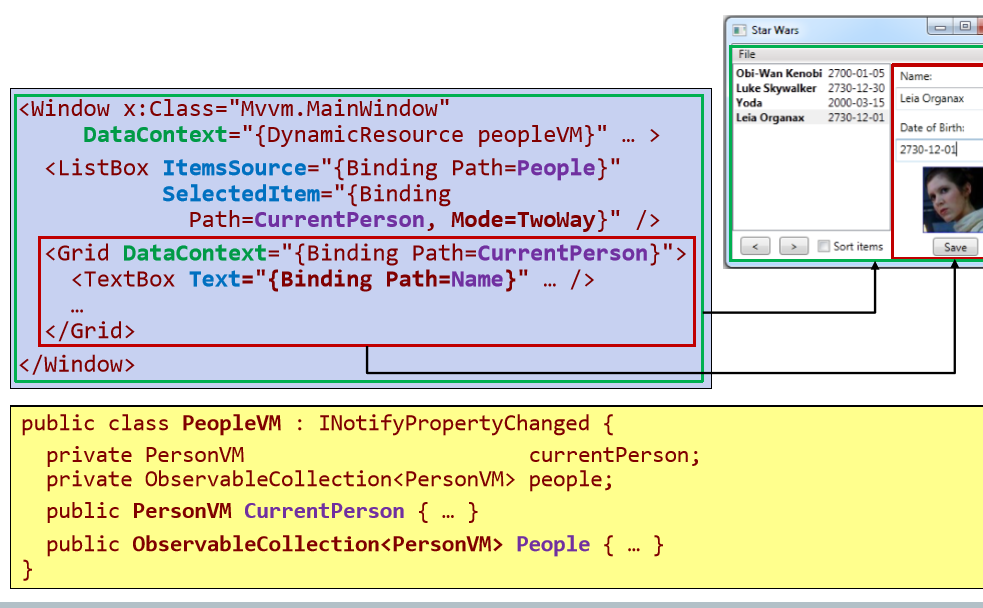 <Window x:Class="Mvvm.MainWindow"
DataContext="{DynamicResource peopleVM}" … >
<ListBox ItemsSource="{Binding Path=People}"
SelectedItem="{Binding
Path=CurrentPerson, Mode=TwoWay}" />
<Grid DataContext="{Binding Path=CurrentPerson}">
<TextBox Text="{Binding Path=Name}" … />
…
</Grid>
</Window>
Star Wars
File
Obi-Wan Kenobi 2700-01-05
Luke Skywalker 2730-12-30
Yoda 2000-03-15
Leia Organax 2730-12-01
Name:
Leia Organax
Date of Birth:
2730-12-01
< > Sort items
Save
public class PeopleVM : INotifyPropertyChanged {
private PersonVM currentPerson;
private ObservableCollection<PersonVM> people;
public PersonVM CurrentPerson { … }
public ObservableCollection<PersonVM> People { … }
}